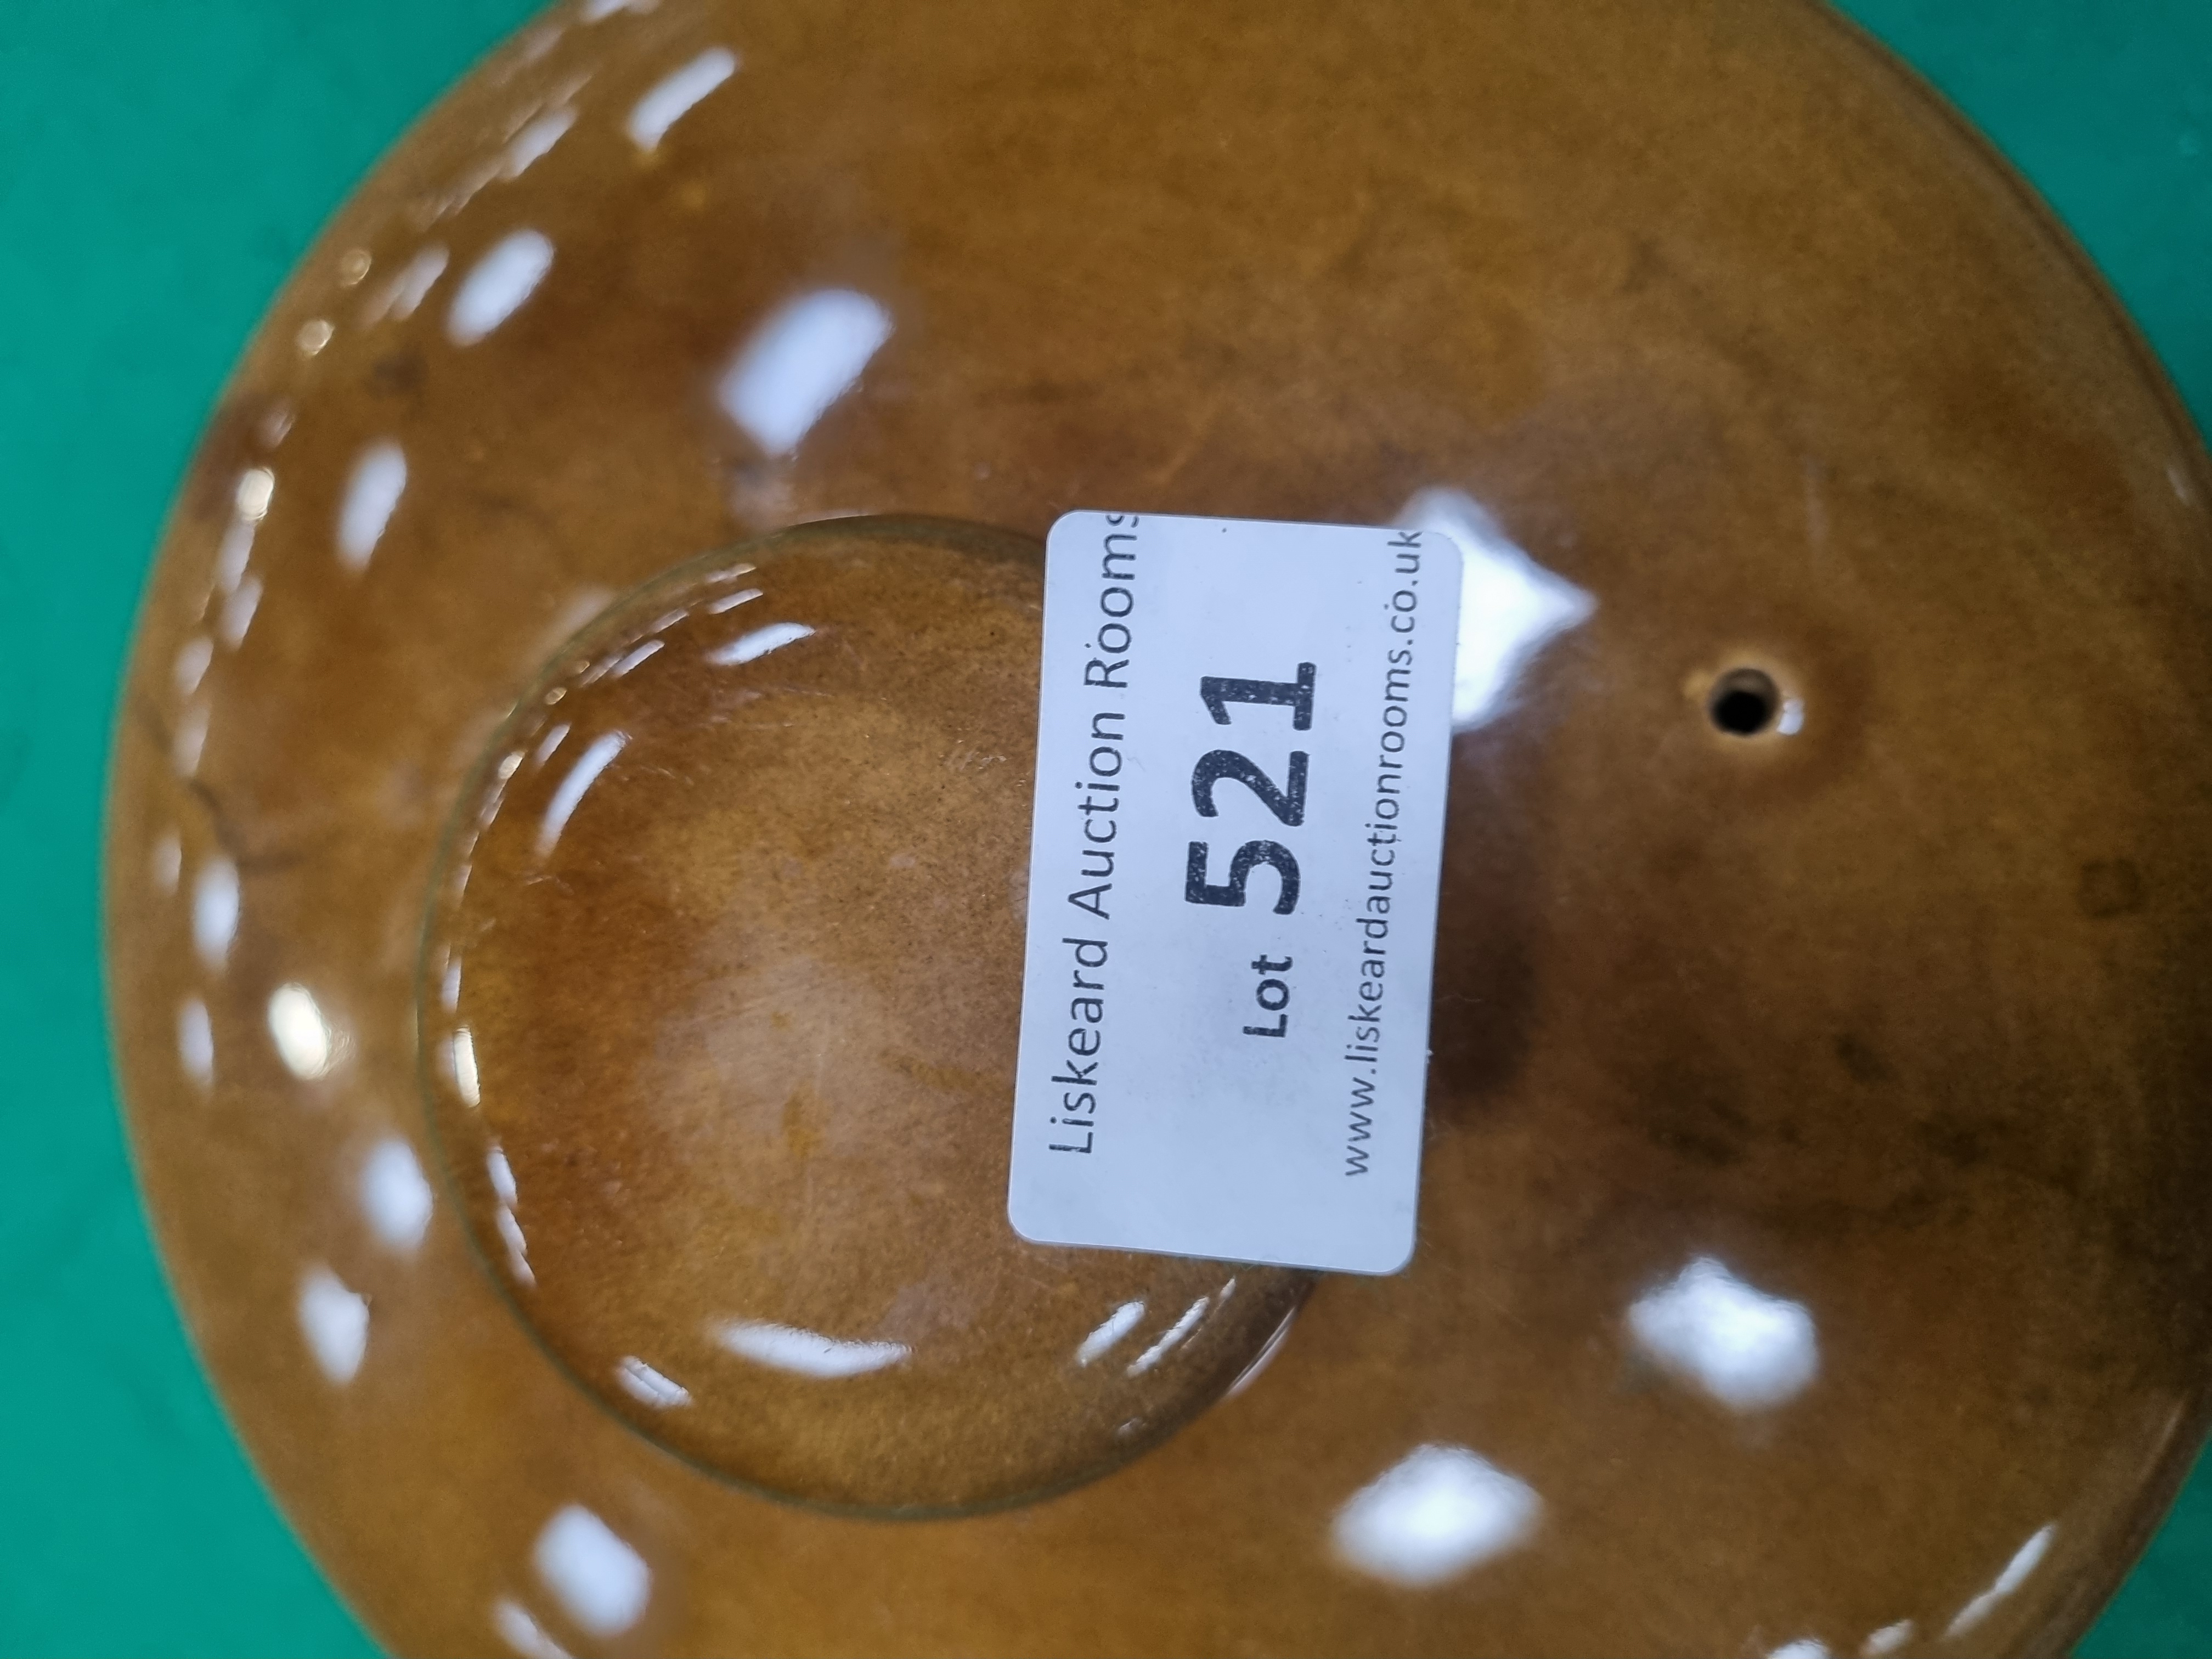 Liskeard Auction Rooms
Lot 521
www.liskeardauctionrooms.co.uk